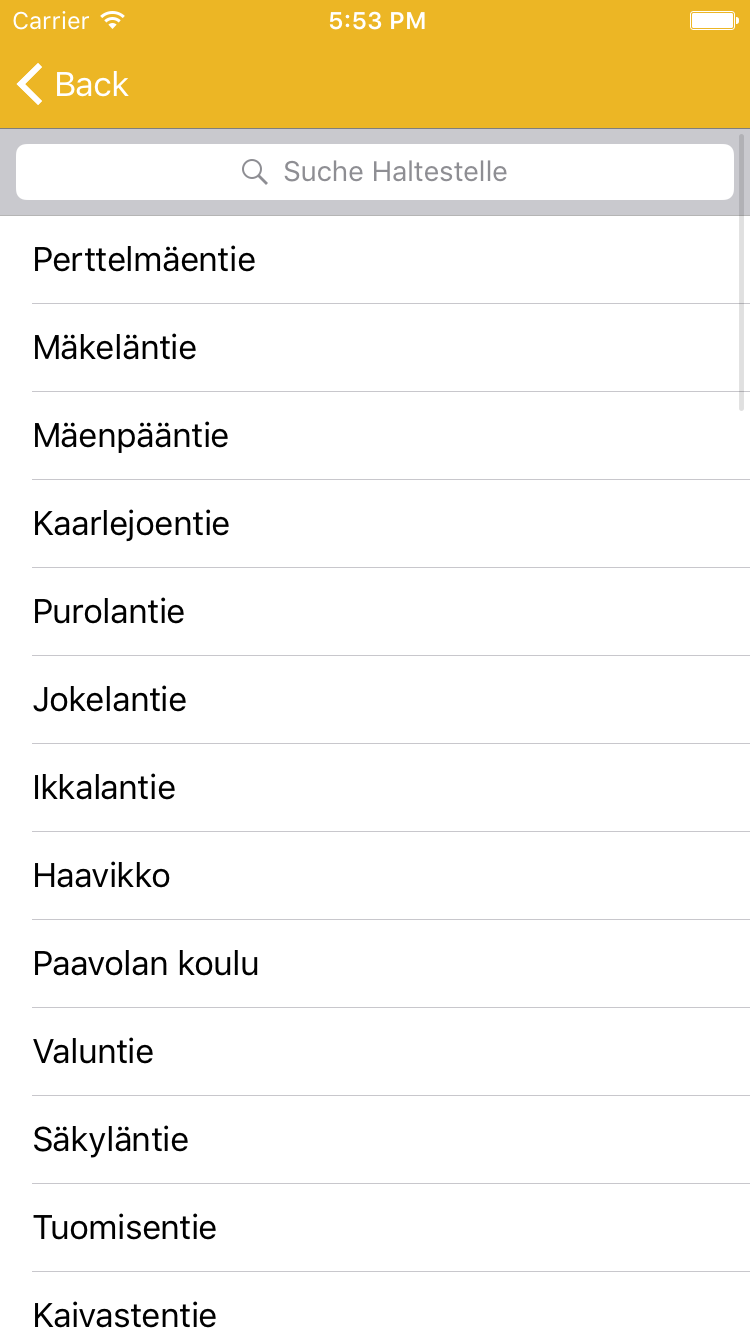 Carrier 5:53 PM
Back
Suche Haltestelle
Perttelmäentie
Mäkeläntie
Mäenpääntie
Kaarlejoentie
Purolantie
Jokelantie
Ikkalantie
Haavikko
Paavolan koulu
Valuntie
Säkyläntie
Tuomisentie
Kaivastentie